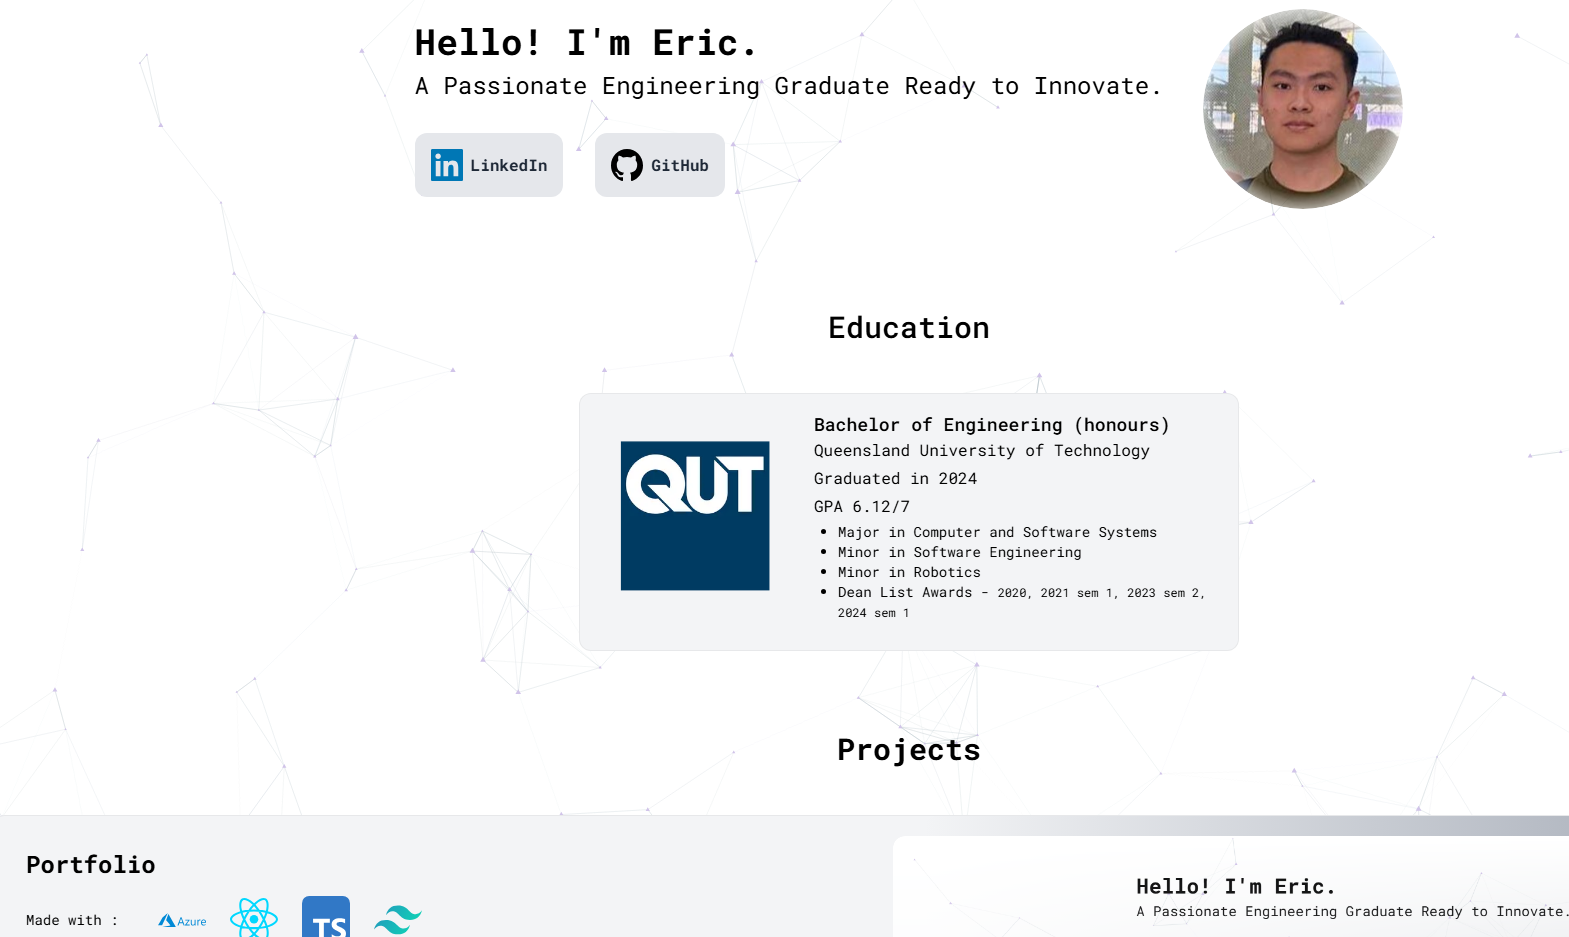 Hello! I'm Eric.
A Passionate Engineering Graduate Ready to Innovate.
LinkedIn
GitHub
Education
QUT
Bachelor of Engineering (honours)
Queensland University of Technology
Graduated in 2024
GPA 6.12/7
Major in Computer and Software Systems
Minor in Software Engineering
Minor in Robotics
Dean List Awards - 2020, 2021 sem 1, 2023 sem 2,
2024 sem 1
Projects
Portfolio
Made with :
Azure
TS
Hello! I'm Eric.
A Passionate Engineering Graduate Ready to Innovate.